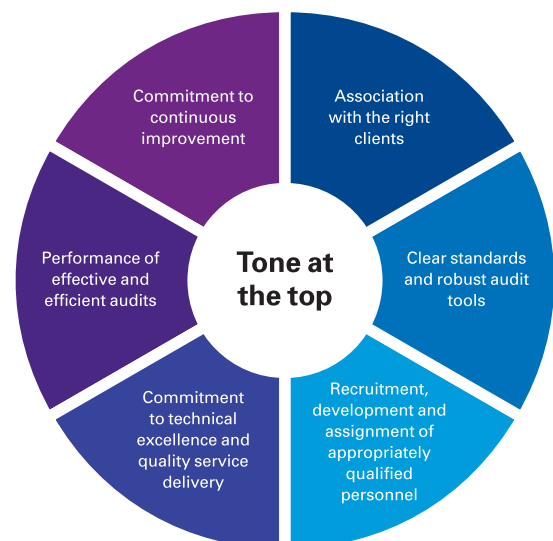 Commitment to
continuous
improvement
Association
with the right
clients
Performance of
effective and
efficient audits
Tone at
the top
Clear standards
and robust audit
tools
Commitment
to technical
excellence and
quality service
delivery
Recruitment,
development and
assignment of
appropriately
qualified
personnel